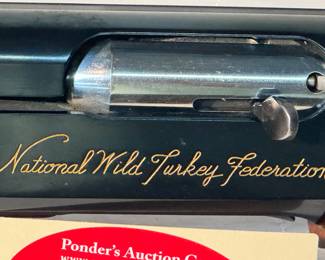 National Wild Turkey Federation
Ponder's Auction